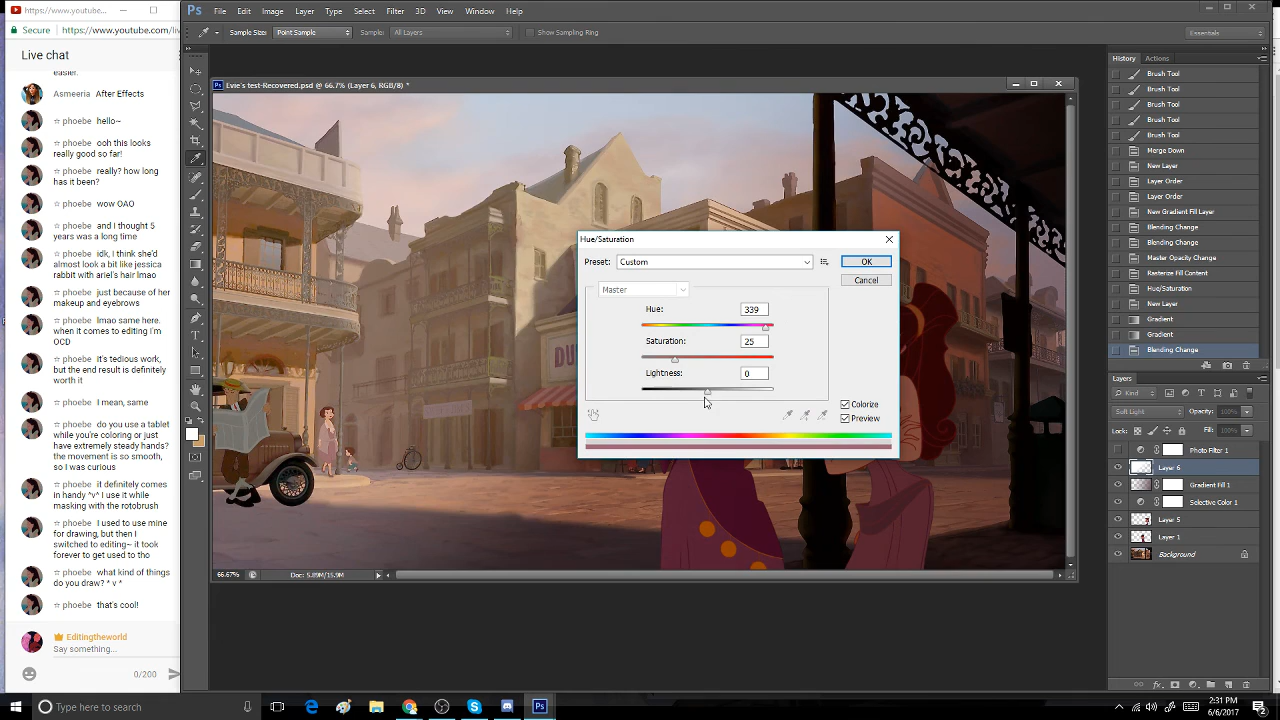 https://www.youtube.com/w
Secure https://www.youtube.com/liv
Live chat
easier.
Asmeeria After Effects
☆ phoebe hello~
☆ phoebe ooh this looks
really good so far!
☆ phoebe really? how long
has it been?
☆ phoebe wow OAO
☆ phoebe and I thought 5
years was a long time
☆ phoebe idk, I think she'd
almost look a bit like jessica
rabbit with ariel's hair lmao
☆ phoebe just because of her
makeup and eyebrows
☆ phoebe lmao same here.
when it comes to editing I'm
OCD
☆ phoebe it's tedious work,
but the end result is definitely
worth it
☆ phoebe I mean, same
☆ phoebe do you use a tablet
while you're coloring or just
have extremely steady hands?
the movement was so smooth,
so I was curious
☆ phoebe it definitely comes
in handy ^v^ I use it while
masking with the rotobrush
☆ phoebe I used to use mine
for drawing, but then I
switched to editing~ it took
forever to get used to tho
☆ phoebe what kind of things
do you draw? * v *
☆ phoebe that's cool!
Editingtheworld
Say something...
0/200
Ps File Edit Image Layer Type Select Filter 3D View Window Help
Sample Size: Point Sample Sample: All Layers Show Sampling Ring Essentials
Ps Evie's test-Recovered.psd @ 66.7% (Layer 6, RGB/8) *
DU
Hue/Saturation
Preset: Custom
OK
Cancel
Master
Hue: 339
Saturation: 25
Lightness: 0
Colorize
Preview
66.67% Doc: 5.89M/15.9M
History Actions
Brush Tool
Brush Tool
Brush Tool
Brush Tool
Brush Tool
Merge Down
New Layer
Layer Order
Layer Order
New Gradient Fill Layer
Blending Change
Blending Change
Master Opacity Change
Rasterize Fill Content
Hue/Saturation
New Layer
Gradient
Gradient
Blending Change
Layers
Kind
Soft Light Opacity: 100%
Lock: Fill: 100%
Photo Filter 1
Layer 6
Gradient Fill 1
Selective Color 1
Layer 5
Layer 1
Background
fx
Type here to search
2:31 PM
6/6/2017
2